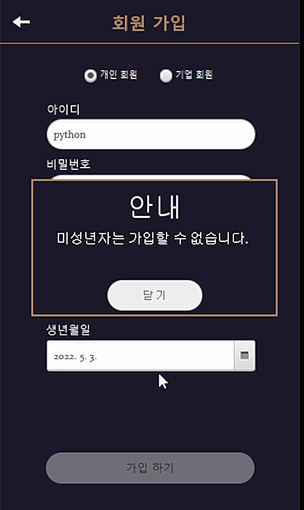 회원 가입
개인 회원 기업 회원
아이디
python
비밀번호
안내
미성년자는 가입할 수 없습니다.
닫기
생년월일
2022. 5. 3.
가입 하기